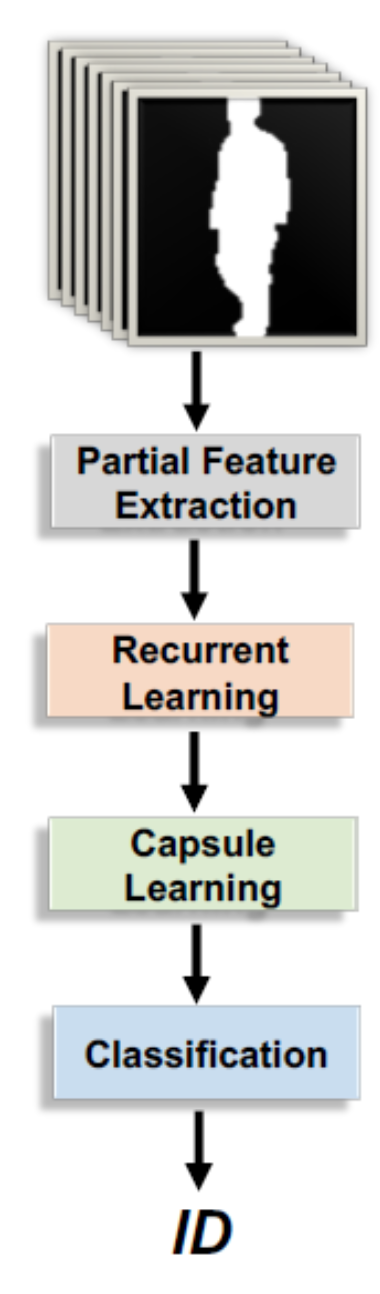 Partial Feature
Extraction
Recurrent
Learning
Capsule
Learning
Classification
ID